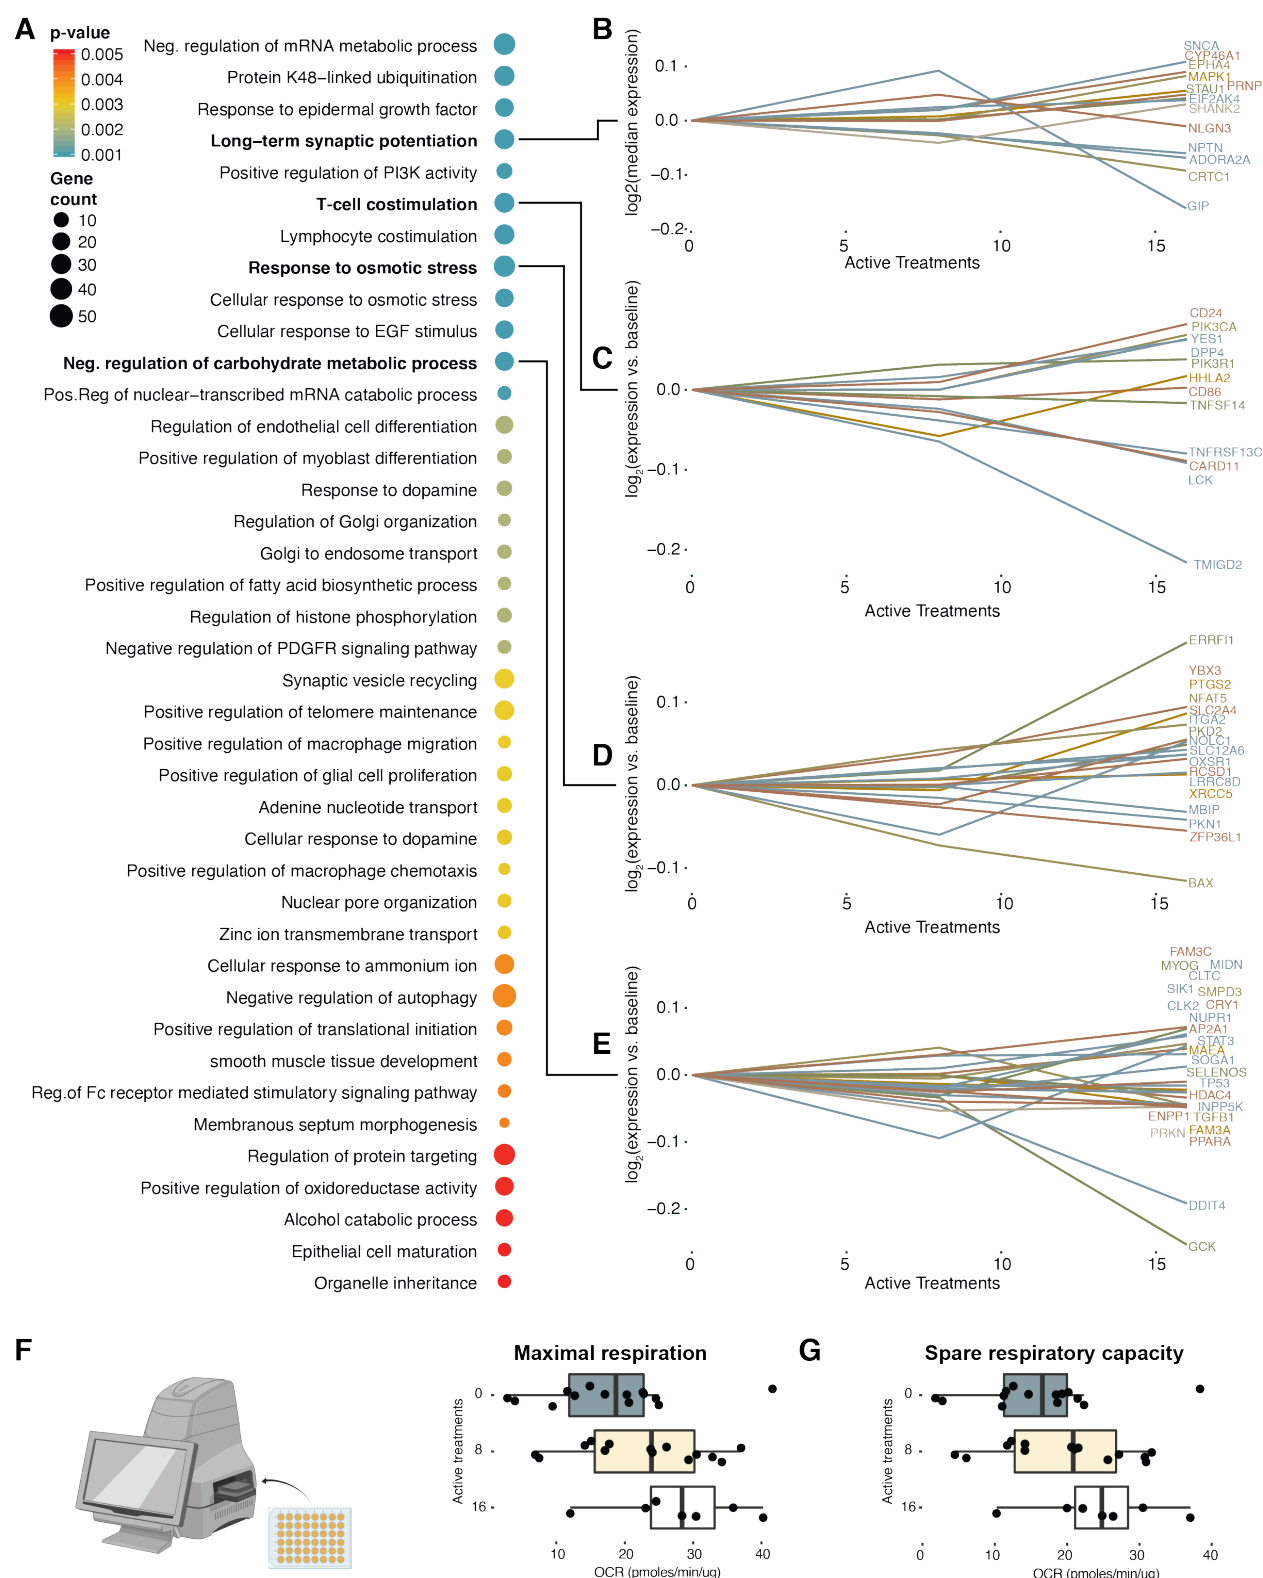 A
p-value
0.005
0.004
0.003
0.002
0.001
Gene
count
10
20
30
40
50
Neg. regulation of mRNA metabolic process
Protein K48–linked ubiquitination
Response to epidermal growth factor
Long–term synaptic potentiation
Positive regulation of PI3K activity
T-cell costimulation
Lymphocyte costimulation
Response to osmotic stress
Cellular response to osmotic stress
Cellular response to EGF stimulus
Neg. regulation of carbohydrate metabolic process
Pos.Reg of nuclear–transcribed mRNA catabolic process
Regulation of endothelial cell differentiation
Positive regulation of myoblast differentiation
Response to dopamine
Regulation of Golgi organization
Golgi to endosome transport
Positive regulation of fatty acid biosynthetic process
Regulation of histone phosphorylation
Negative regulation of PDGFR signaling pathway
Synaptic vesicle recycling
Positive regulation of telomere maintenance
Positive regulation of macrophage migration
Positive regulation of glial cell proliferation
Adenine nucleotide transport
Cellular response to dopamine
Positive regulation of macrophage chemotaxis
Nuclear pore organization
Zinc ion transmembrane transport
Cellular response to ammonium ion
Negative regulation of autophagy
Positive regulation of translational initiation
smooth muscle tissue development
Reg.of Fc receptor mediated stimulatory signaling pathway
Membranous septum morphogenesis
Regulation of protein targeting
Positive regulation of oxidoreductase activity
Alcohol catabolic process
Epithelial cell maturation
Organelle inheritance
B
log2(median expression)
0.1
0.0
−0.1
−0.2
0 5 10 15
Active Treatments
SNCA
CYP46A1
EPHA4
MAPK1
STAU1 PRNP
EIF2AK4
SHANK2
NLGN3
NPTN
ADORA2A
CRTC1
GIP
C
log2(expression vs. baseline)
0.0
−0.1
−0.2
0 5 10 15
Active Treatments
CD24
PIK3CA
YES1
DPP4
PIK3R1
HHLA2
CD86
TNFSF14
TNFRSF13C
CARD11
LCK
TMIGD2
D
log2(expression vs. baseline)
0.1
0.0
−0.1
0 5 10 15
Active Treatments
ERRFI1
YBX3
PTGS2
NFAT5
SLC2A4
ITGA2
PKD2
NOLC1
SLC12A6
OXSR1
RCSD1
LRRC8D
XRCC5
MBIP
PKN1
ZFP36L1
BAX
E
log2(expression vs. baseline)
0.1
0.0
−0.1
−0.2
0 5 10 15
Active Treatments
FAM3C
MYOG MIDN
CLTC
SIK1 SMPD3
CLK2 CRY1
NUPR1
AP2A1
STAT3
MAEA
SOGA1
SELENOS
TP53
HDAC4
INPP5K
ENPP1 TGFB1
PRKN FAM3A
PPARA
DDIT4
GCK
F
Maximal respiration
Active treatments
0
8
16
10 20 30 40
OCR (pmoles/min/ug)
G
Spare respiratory capacity
Active treatments
0
8
16
0 10 20 30 40
OCR (pmoles/min/ug)